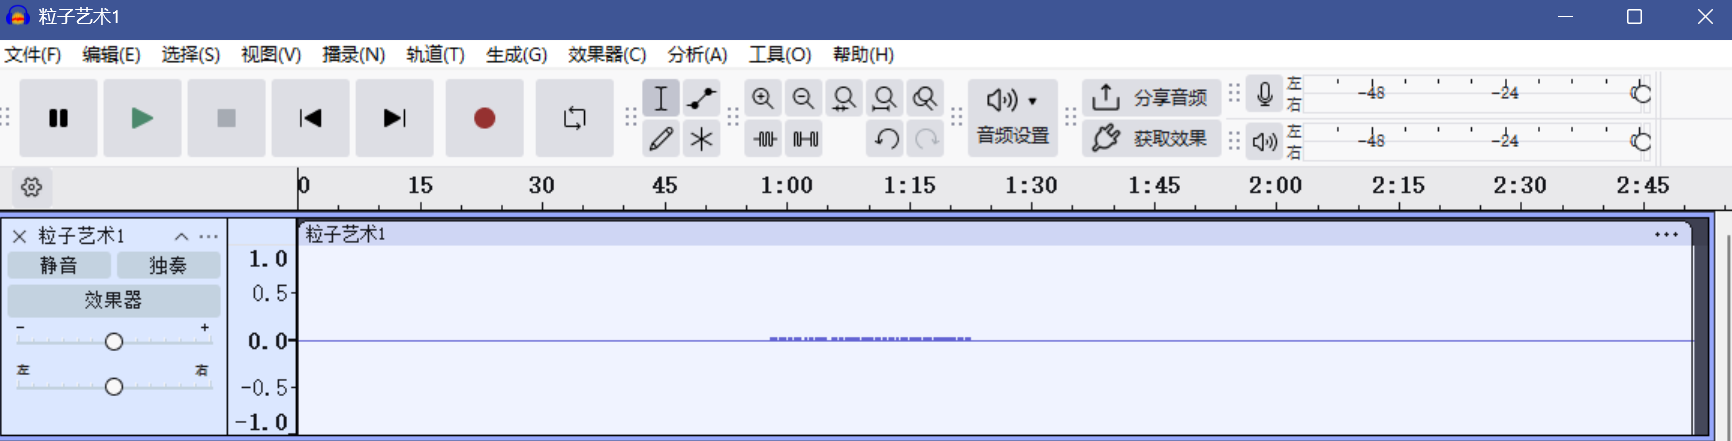 粒子艺术1
文件(F) 编辑(E) 选择(S) 视图(V) 播录(N) 轨道(T) 生成(G) 效果器(C) 分析(A) 工具(O) 帮助(H)
音频设置
分享音频
获取效果
左 -48 -24 0
右
左 -48 -24 0
右
0 15 30 45 1:00 1:15 1:30 1:45 2:00 2:15 2:30 2:45
粒子艺术1
静音 独奏
效果器
- +
左 右
1.0
0.5
0.0
-0.5
-1.0
粒子艺术1